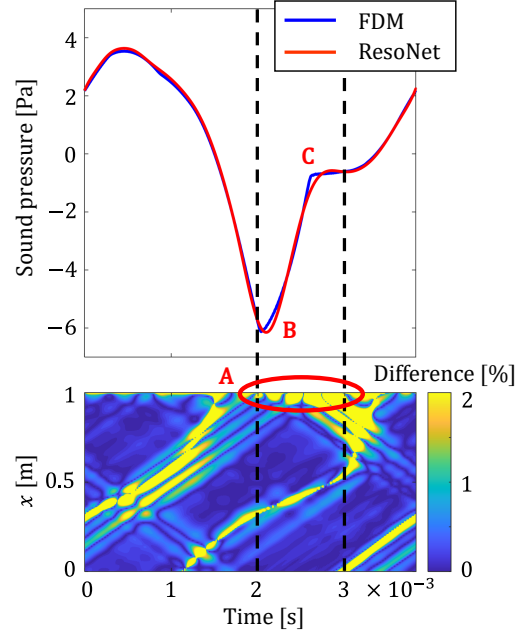 FDM
ResoNet
Sound pressure [Pa]
4
2
0
-2
-4
-6
C
B
A
Difference [%]
x [m]
1
0.5
0
2
0
0
1
2
3
× 10⁻³
Time [s]